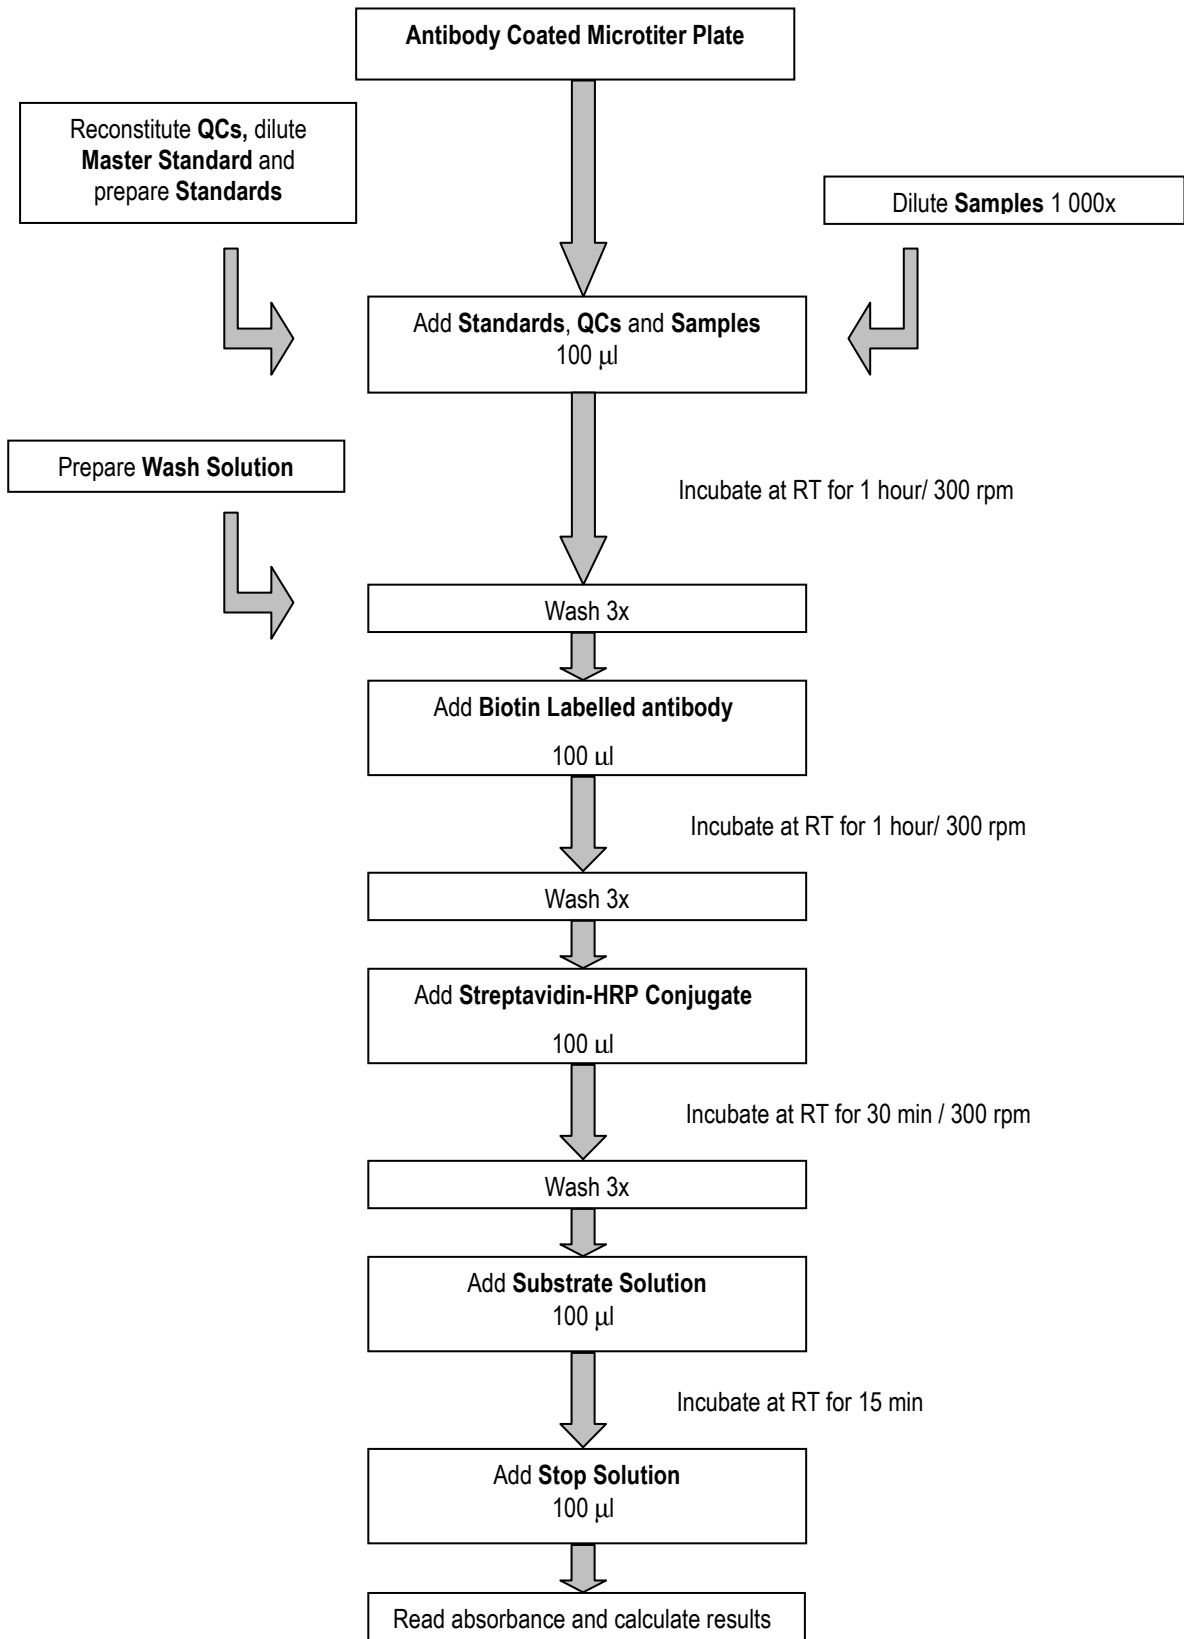 Antibody Coated Microtiter Plate
Reconstitute QCs, dilute
Master Standard and
prepare Standards
Dilute Samples 1 000x
Add Standards, QCs and Samples
100 μl
Prepare Wash Solution
Incubate at RT for 1 hour/ 300 rpm
Wash 3x
Add Biotin Labelled antibody
100 μl
Incubate at RT for 1 hour/ 300 rpm
Wash 3x
Add Streptavidin-HRP Conjugate
100 μl
Incubate at RT for 30 min / 300 rpm
Wash 3x
Add Substrate Solution
100 μl
Incubate at RT for 15 min
Add Stop Solution
100 μl
Read absorbance and calculate results